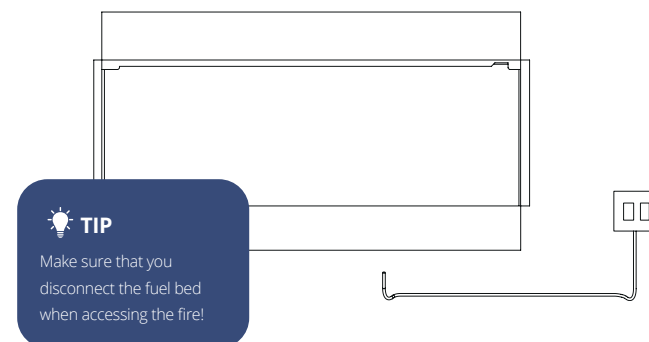 TIP
Make sure that you
disconnect the fuel bed
when accessing the fire!